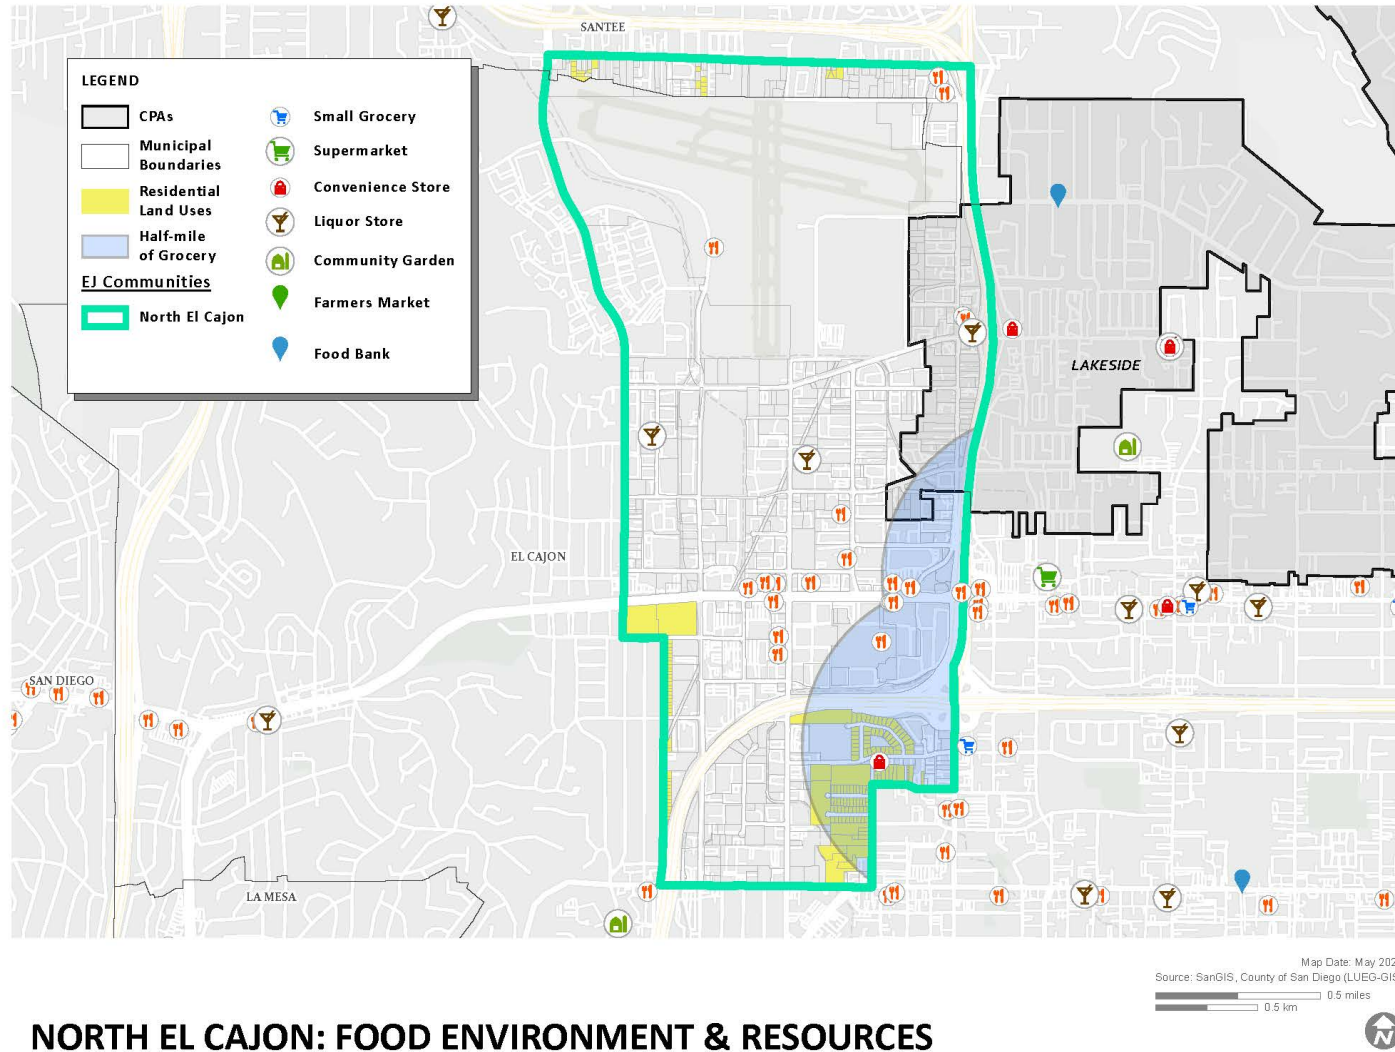 SANTEE
LEGEND
CPAs
Municipal
Boundaries
Residential
Land Uses
Half-mile
of Grocery
EJ Communities
North El Cajon
Small Grocery
Supermarket
Convenience Store
Liquor Store
Community Garden
Farmers Market
Food Bank
LAKESIDE
EL CAJON
SAN DIEGO
LA MESA
Map Date: May 202
Source: SanGIS, County of San Diego (LUEG-GIS
0.5 miles
0.5 km
N
NORTH EL CAJON: FOOD ENVIRONMENT & RESOURCES